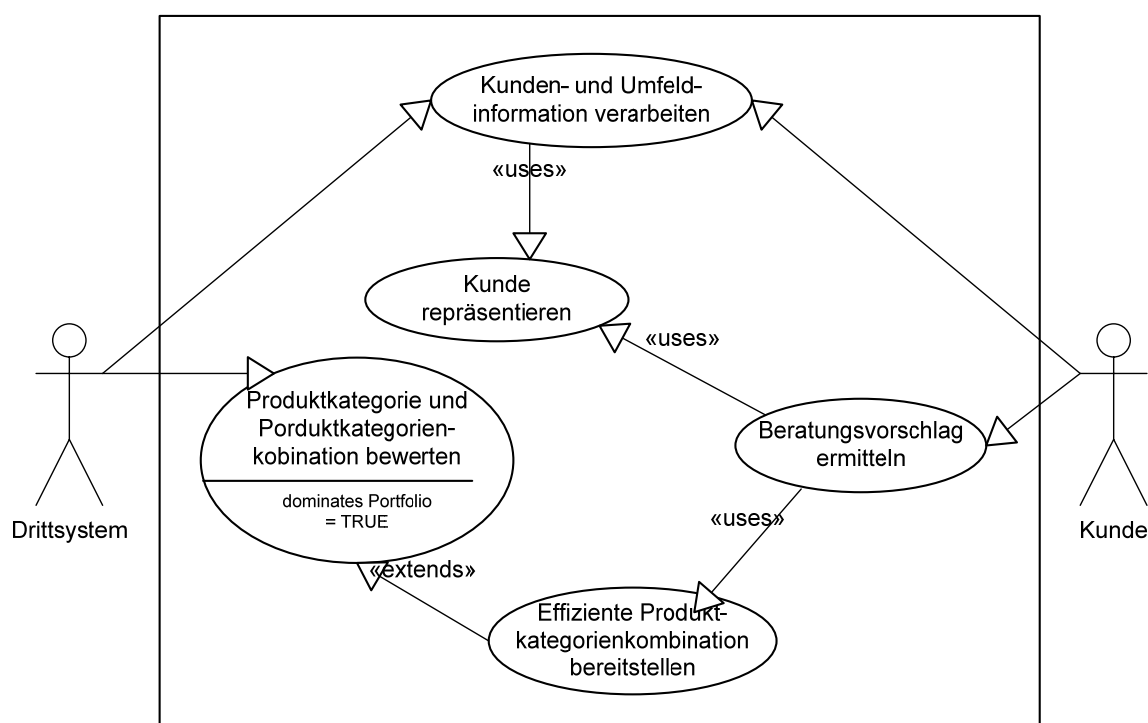 Kunden- und Umfeld-
information verarbeiten
«uses»
Kunde
repräsentieren
«uses»
Produktkategorie und
Porduktkategorien-
kobination bewerten
dominates Portfolio
= TRUE
Beratungsvorschlag
ermitteln
Drittsystem
Kunde
«uses»
«extends»
Effiziente Produkt-
kategorienkombination
bereitstellen